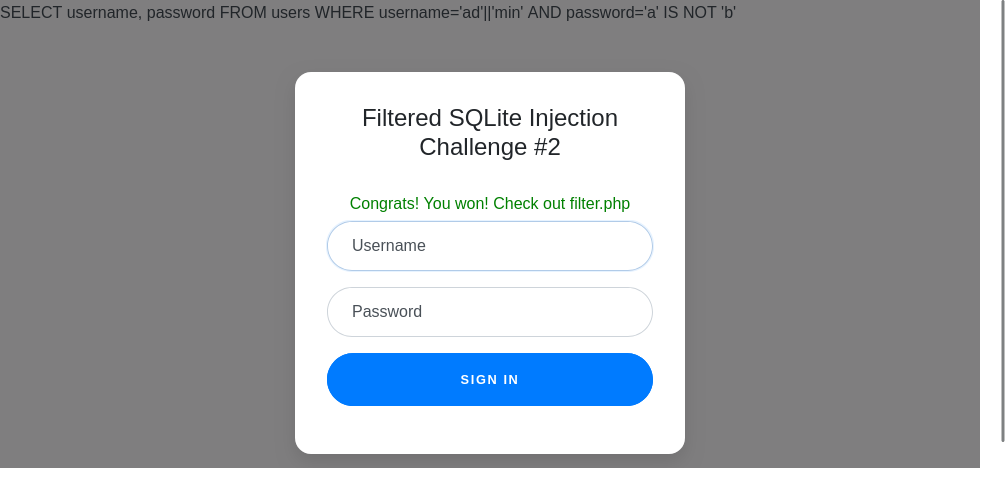 SELECT username, password FROM users WHERE username='ad'||'min' AND password='a' IS NOT 'b'
Filtered SQLite Injection
Challenge #2
Congrats! You won! Check out filter.php
Username
Password
SIGN IN